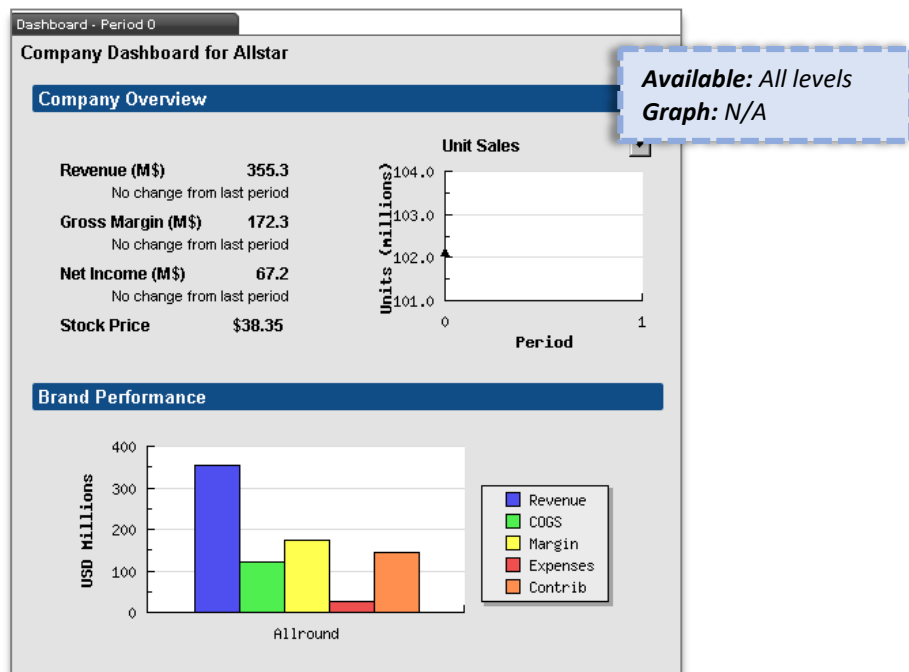 Dashboard - Period 0
Company Dashboard for Allstar
Available: All levels
Graph: N/A
Company Overview
Revenue (M$) 355.3
No change from last period
Gross Margin (M$) 172.3
No change from last period
Net Income (M$) 67.2
No change from last period
Stock Price $38.35
Unit Sales
Units (millions)
104.0
103.0
102.0
101.0
0 1
Period
Brand Performance
USD Millions
400
300
200
100
0
Allround
Revenue
COGS
Margin
Expenses
Contrib